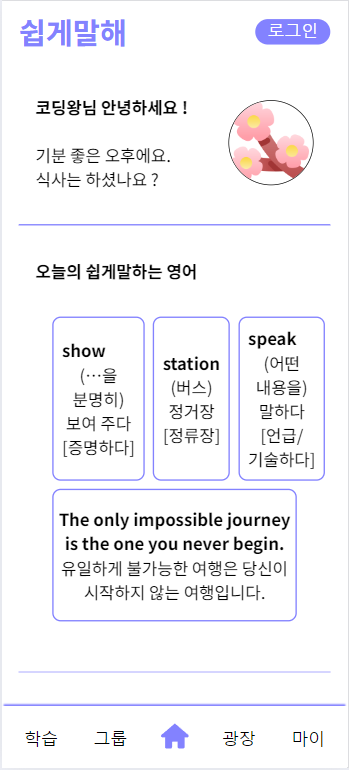 쉽게말해
로그인
코딩왕님 안녕하세요 !
기분 좋은 오후에요.
식사는 하셨나요 ?
오늘의 쉽게말하는 영어
show
(…을
분명히)
보여 주다
[증명하다]
station
(버스)
정거장
[정류장]
speak
(어떤
내용을)
말하다
[언급/
기술하다]
The only impossible journey
is the one you never begin.
유일하게 불가능한 여행은 당신이
시작하지 않는 여행입니다.
학습
그룹
광장
마이